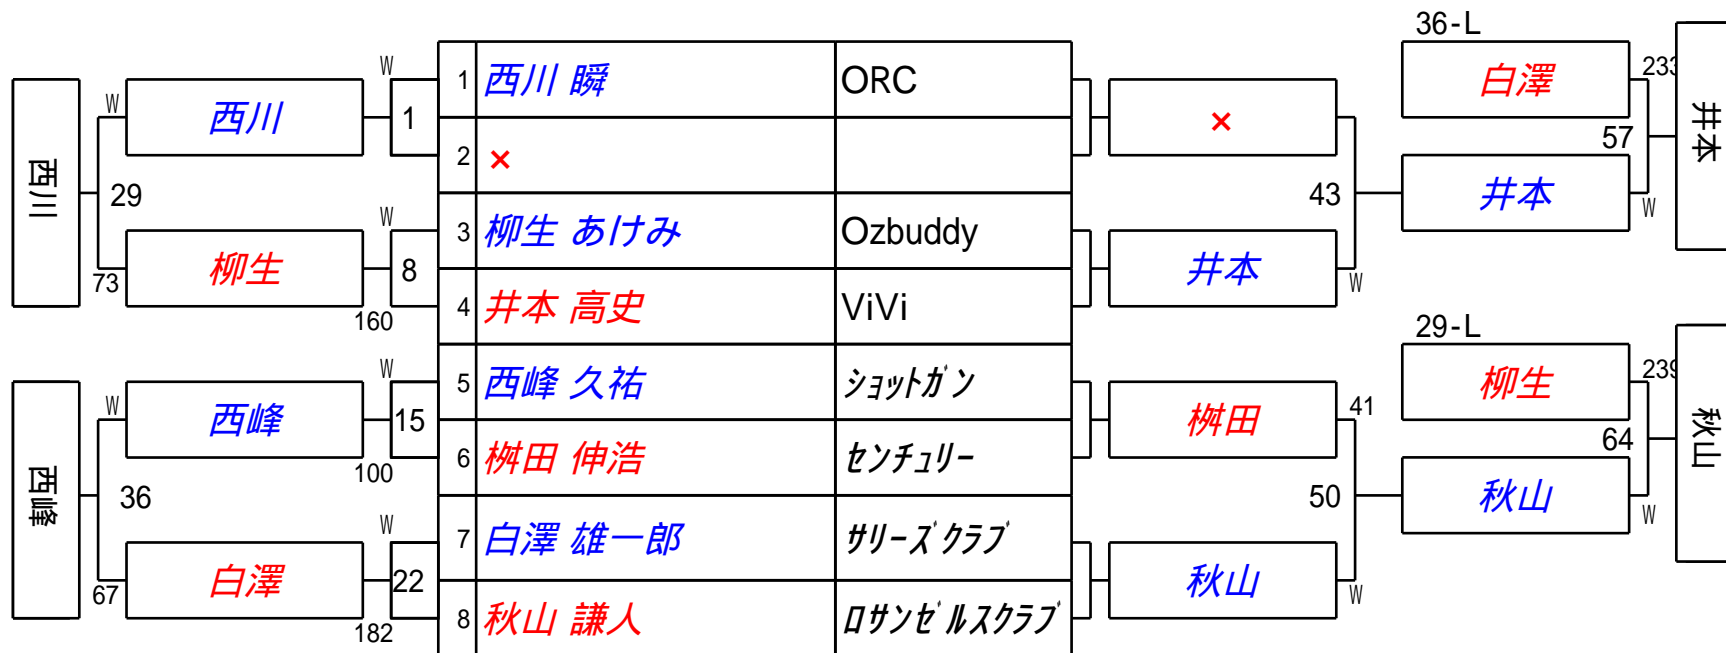 36-L
W
1 西川 瞬 ORC
白澤
233
W
西川
1
×
57
井本
2 ×
西川
29
W
43
井本
W
3 柳生 あけみ Ozbuddy
柳生
8
井本
73
W
4 井本 高史 ViVi
160
29-L
W
5 西峰 久祐 ショットガン
柳生
239
W
西峰
15
桝田
41
64
秋山
100
6 桝田 伸浩 センチュリー
西峰
36
50
秋山
W
W
7 白澤 雄一郎 サリーズクラブ
白澤
22
秋山
67
W
8 秋山 謙人 ロサンゼルスクラブ
182